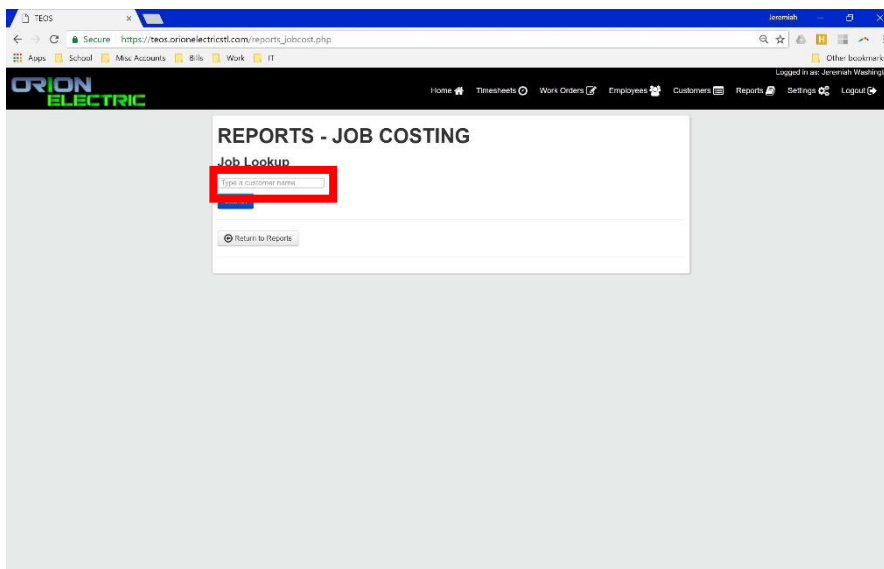 TEOS
Jeremiah
Secure https://teos.orionelectricstl.com/reports_jobcost.php
Apps School Misc Accounts Bills Work IT Other bookmark
Logged in as: Jeremiah Washingt
ORION
ELECTRIC
Home Timesheets Work Orders Employees Customers Reports Settings Logout
REPORTS - JOB COSTING
Job Lookup
Type a customer name
Return to Reports